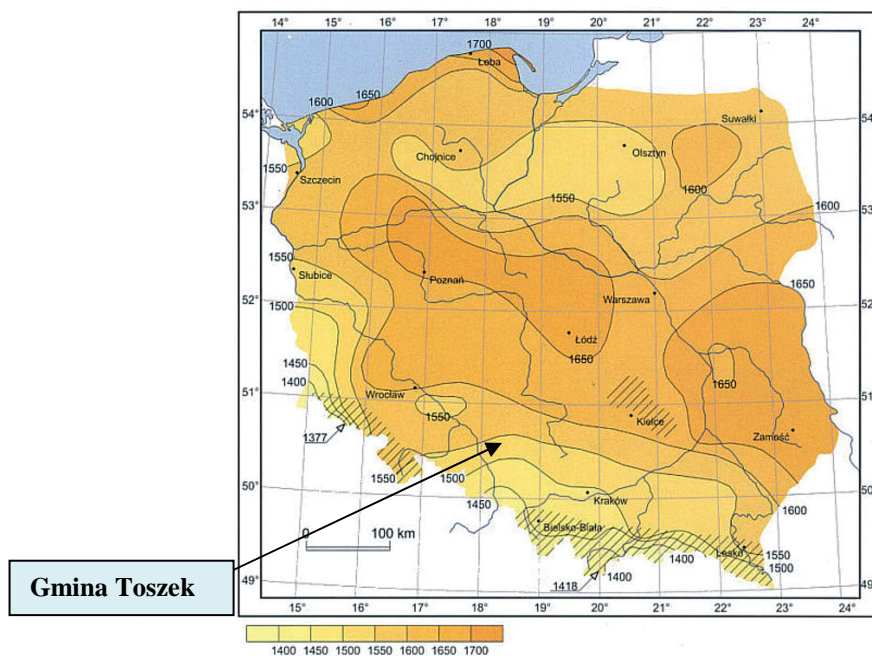 14° 15° 16° 17° 18° 19° 20° 21° 22° 23° 24°
1700
Łeba
1650
1600
54°
54°
Suwałki
Chojnice
Olsztyn
1550
Szczecin
1600
53°
1550
1600
53°
1550
Słubice
1650
Poznań
1500
Warszawa
52°
52°
Łódź
1650
1450
1650
1400
51°
Wrocław
51°
1550
Kielce
Zamość
1377
1550
1500
50°
50°
1450
Kraków
1600
0 100 km
Bielsko-Biała
Lesko
1550
1400
1500
Gmina Toszek
49°
1418
1400
49°
15° 16° 17° 18° 19° 20° 21° 22° 23° 24°
1400 1450 1500 1550 1600 1650 1700